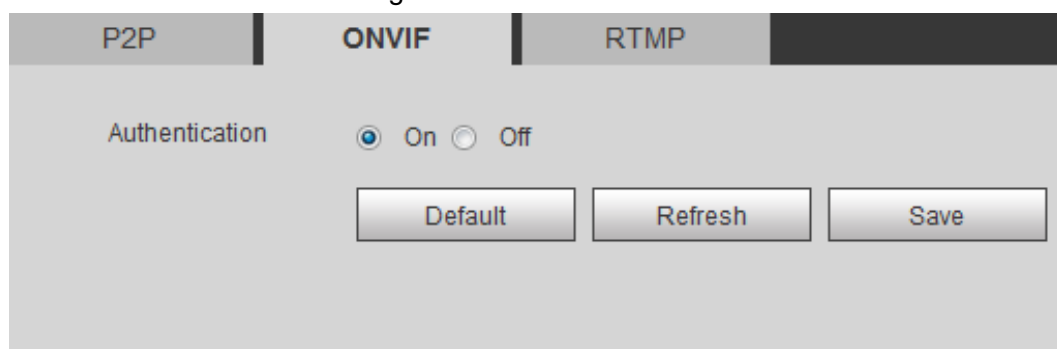 P2P ONVIF RTMP
Authentication On Off
Default Refresh Save